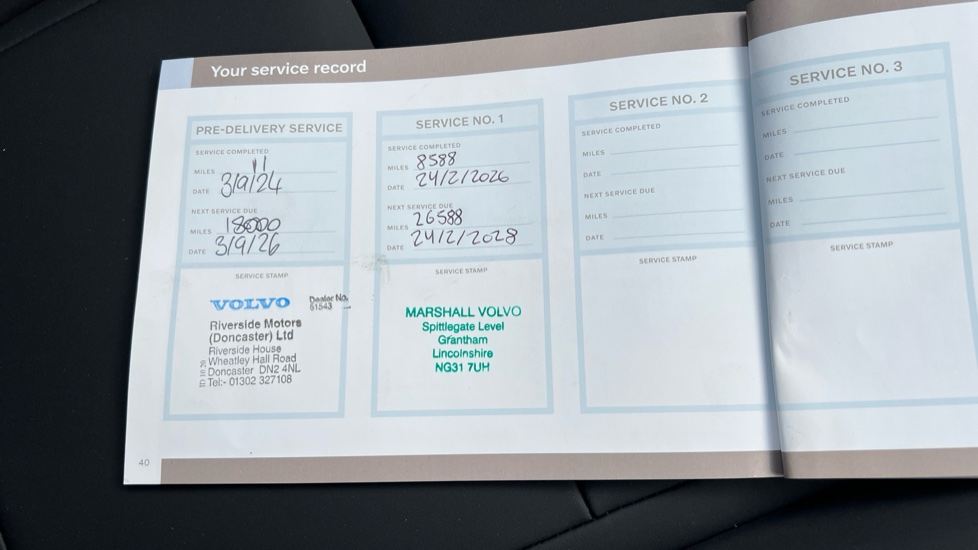 Your service record
PRE-DELIVERY SERVICE
SERVICE COMPLETED
MILES 11
DATE 3/9/24
NEXT SERVICE DUE
MILES 18000
DATE 3/9/26
SERVICE STAMP
VOLVO
Dealer No.
51543
Riverside Motors
(Doncaster) Ltd
Riverside House
Wheatley Hall Road
Doncaster DN2 4NL
Tel:- 01302 327108
SERVICE NO. 1
SERVICE COMPLETED
MILES 8588
DATE 24/2/2026
NEXT SERVICE DUE
MILES 26588
DATE 24/2/2028
SERVICE STAMP
MARSHALL VOLVO
Spittlegate Level
Grantham
Lincolnshire
NG31 7UH
SERVICE NO. 2
SERVICE COMPLETED
MILES
DATE
NEXT SERVICE DUE
MILES
DATE
SERVICE STAMP
SERVICE NO. 3
SERVICE COMPLETED
MILES
DATE
NEXT SERVICE DUE
MILES
DATE
SERVICE STAMP
40